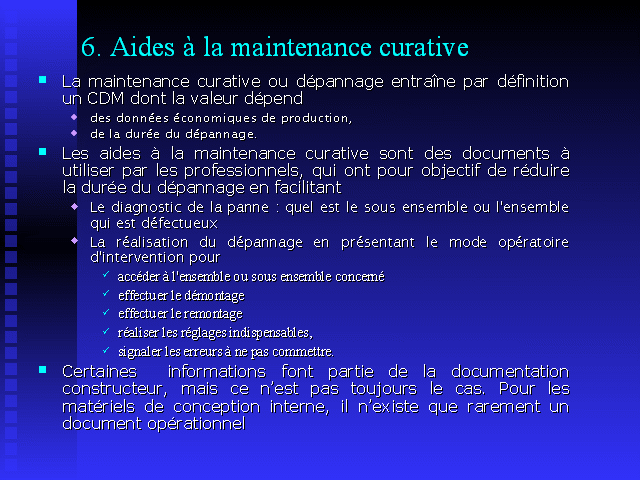 6. Aides à la maintenance curative
La maintenance curative ou dépannage entraîne par définition
un CDM dont la valeur dépend
des données économiques de production,
de la durée du dépannage.
Les aides à la maintenance curative sont des documents à
utiliser par les professionnels, qui ont pour objectif de réduire
la durée du dépannage en facilitant
Le diagnostic de la panne : quel est le sous ensemble ou l'ensemble
qui est défectueux
La réalisation du dépannage en présentant le mode opératoire
d'intervention pour
accéder à l'ensemble ou sous ensemble concerné
effectuer le démontage
effectuer le remontage
réaliser les réglages indispensables,
signaler les erreurs à ne pas commettre.
Certaines informations font partie de la documentation
constructeur, mais ce n’est pas toujours le cas. Pour les
matériels de conception interne, il n’existe que rarement un
document opérationnel